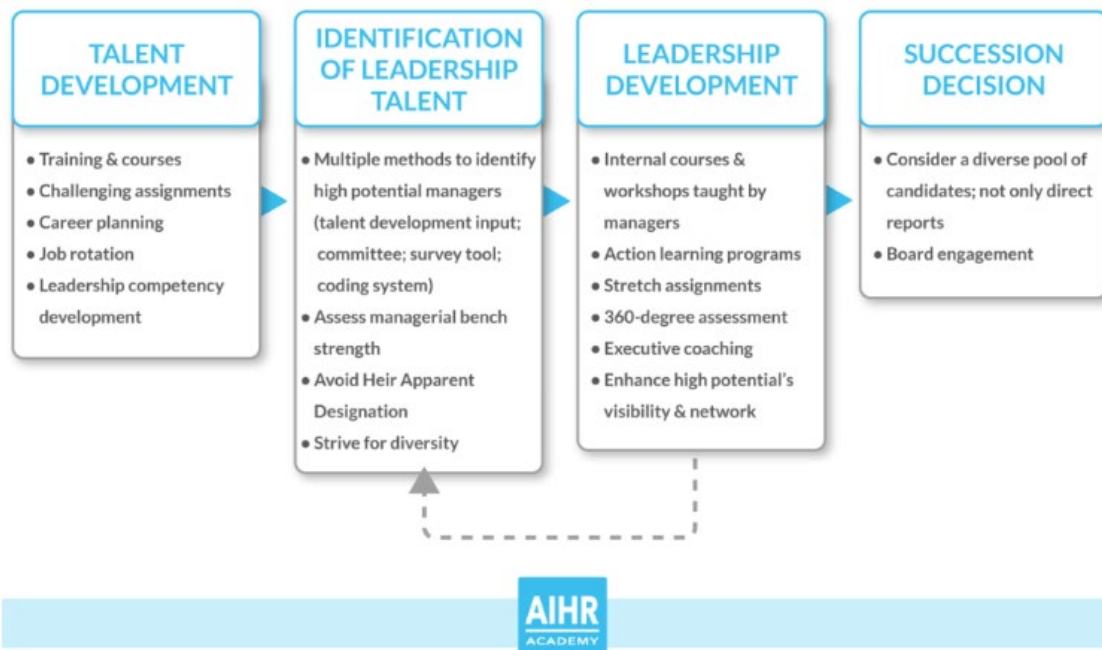 TALENT
DEVELOPMENT
• Training & courses
• Challenging assignments
• Career planning
• Job rotation
• Leadership competency
development
IDENTIFICATION
OF LEADERSHIP
TALENT
• Multiple methods to identify
high potential managers
(talent development input;
committee; survey tool;
coding system)
• Assess managerial bench
strength
• Avoid Heir Apparent
Designation
• Strive for diversity
LEADERSHIP
DEVELOPMENT
• Internal courses &
workshops taught by
managers
• Action learning programs
• Stretch assignments
• 360-degree assessment
• Executive coaching
• Enhance high potential's
visibility & network
SUCCESSION
DECISION
• Consider a diverse pool of
candidates; not only direct
reports
• Board engagement
AIHR
ACADEMY